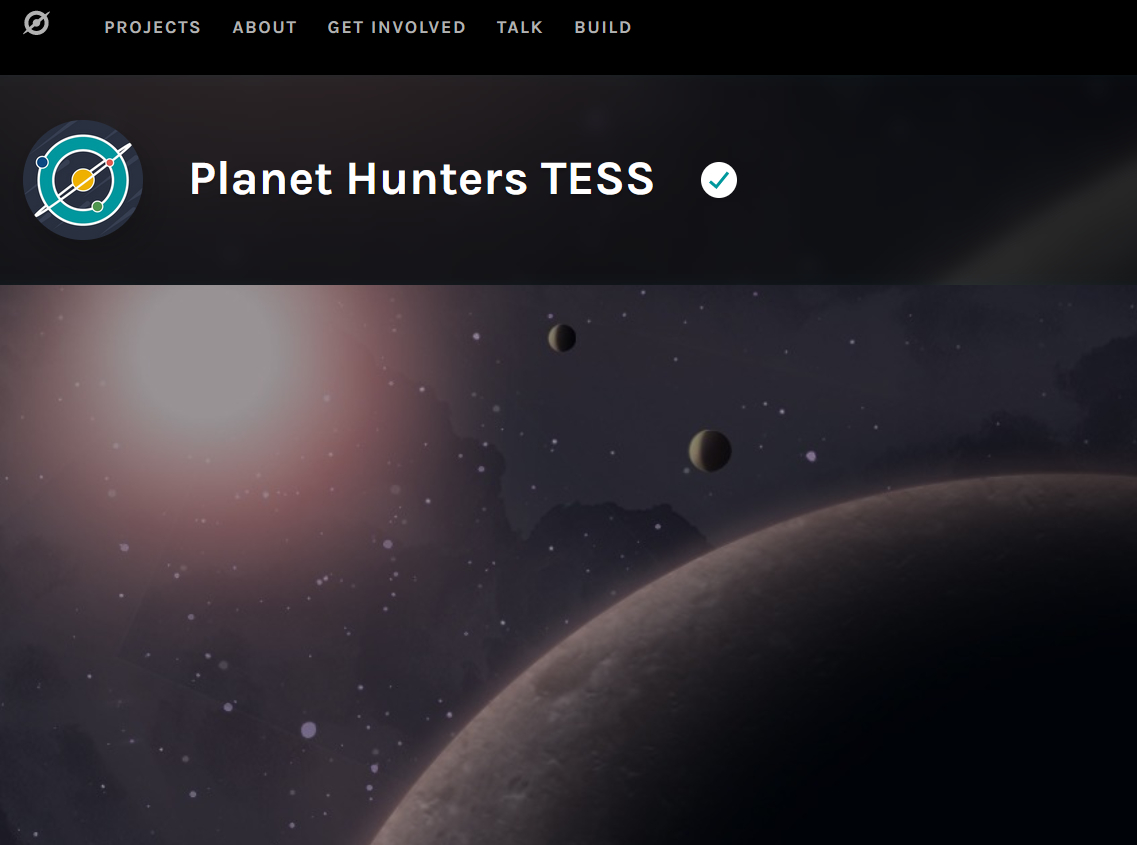 PROJECTS ABOUT GET INVOLVED TALK BUILD
Planet Hunters TESS